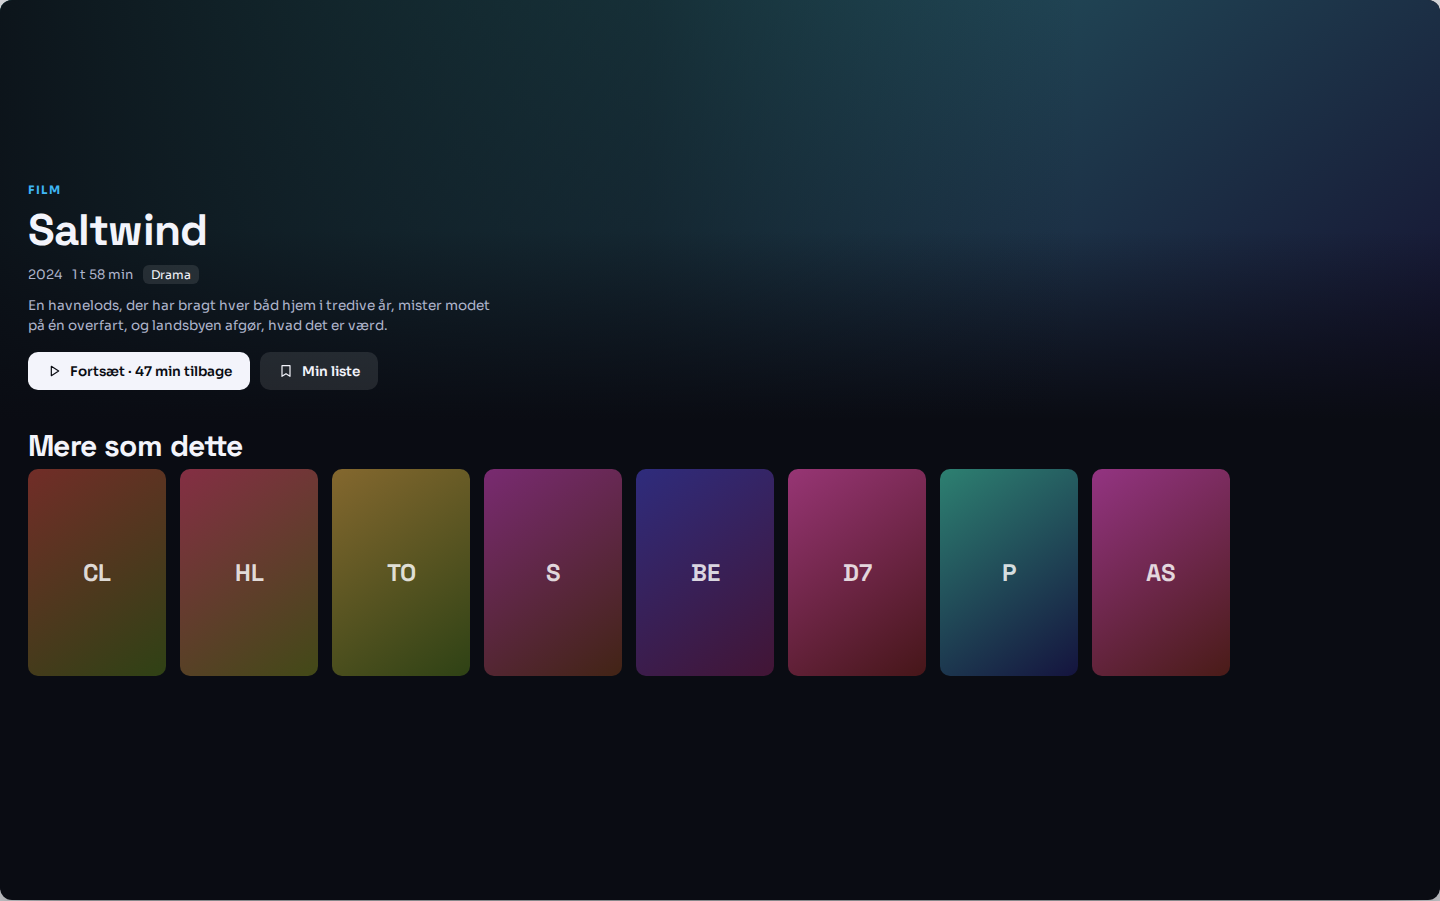 FILM
Saltwind
2024 1 t 58 min Drama
En havnelods, der har bragt hver båd hjem i tredive år, mister modet
på én overfart, og landsbyen afgør, hvad det er værd.
Fortsæt · 47 min tilbage Min liste
Mere som dette
CL HL TO S BE D7 P AS